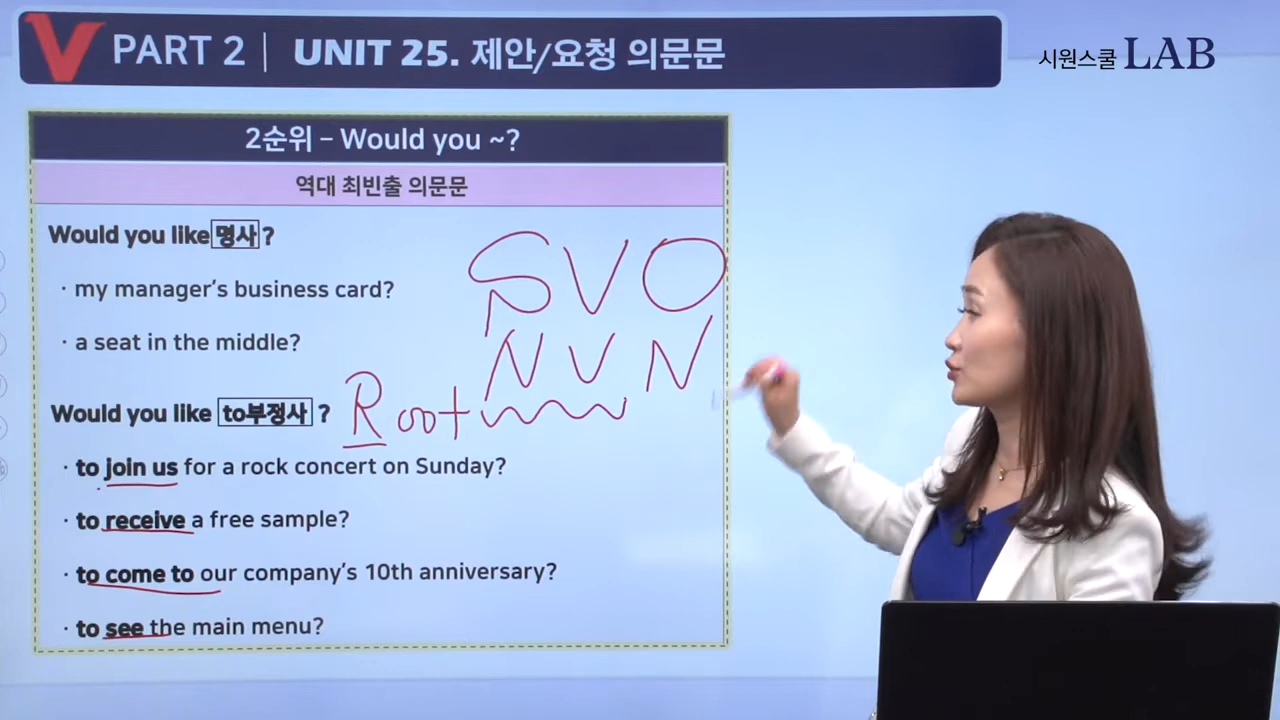 V PART 2 | UNIT 25. 제안/요청 의문문
시원스쿨 LAB
2순위 – Would you ~?
역대 최빈출 의문문
Would you like 명사 ?
· my manager's business card?
· a seat in the middle?
S V O
N V N
Would you like to부정사 ?
Root
· to join us for a rock concert on Sunday?
· to receive a free sample?
· to come to our company's 10th anniversary?
· to see the main menu?